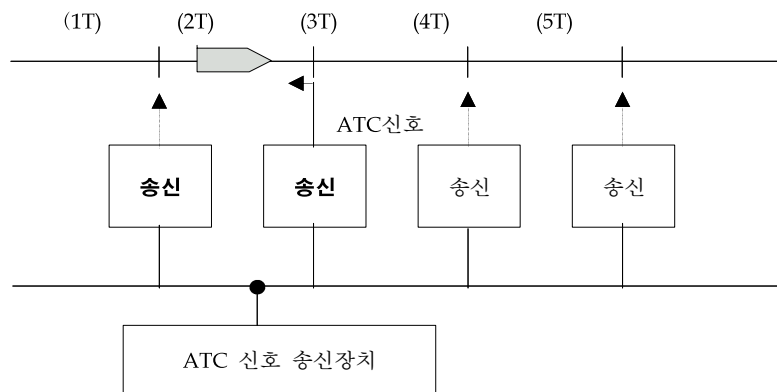 (1T) (2T) (3T) (4T) (5T)
ATC신호
송신 송신 송신 송신
ATC 신호 송신장치